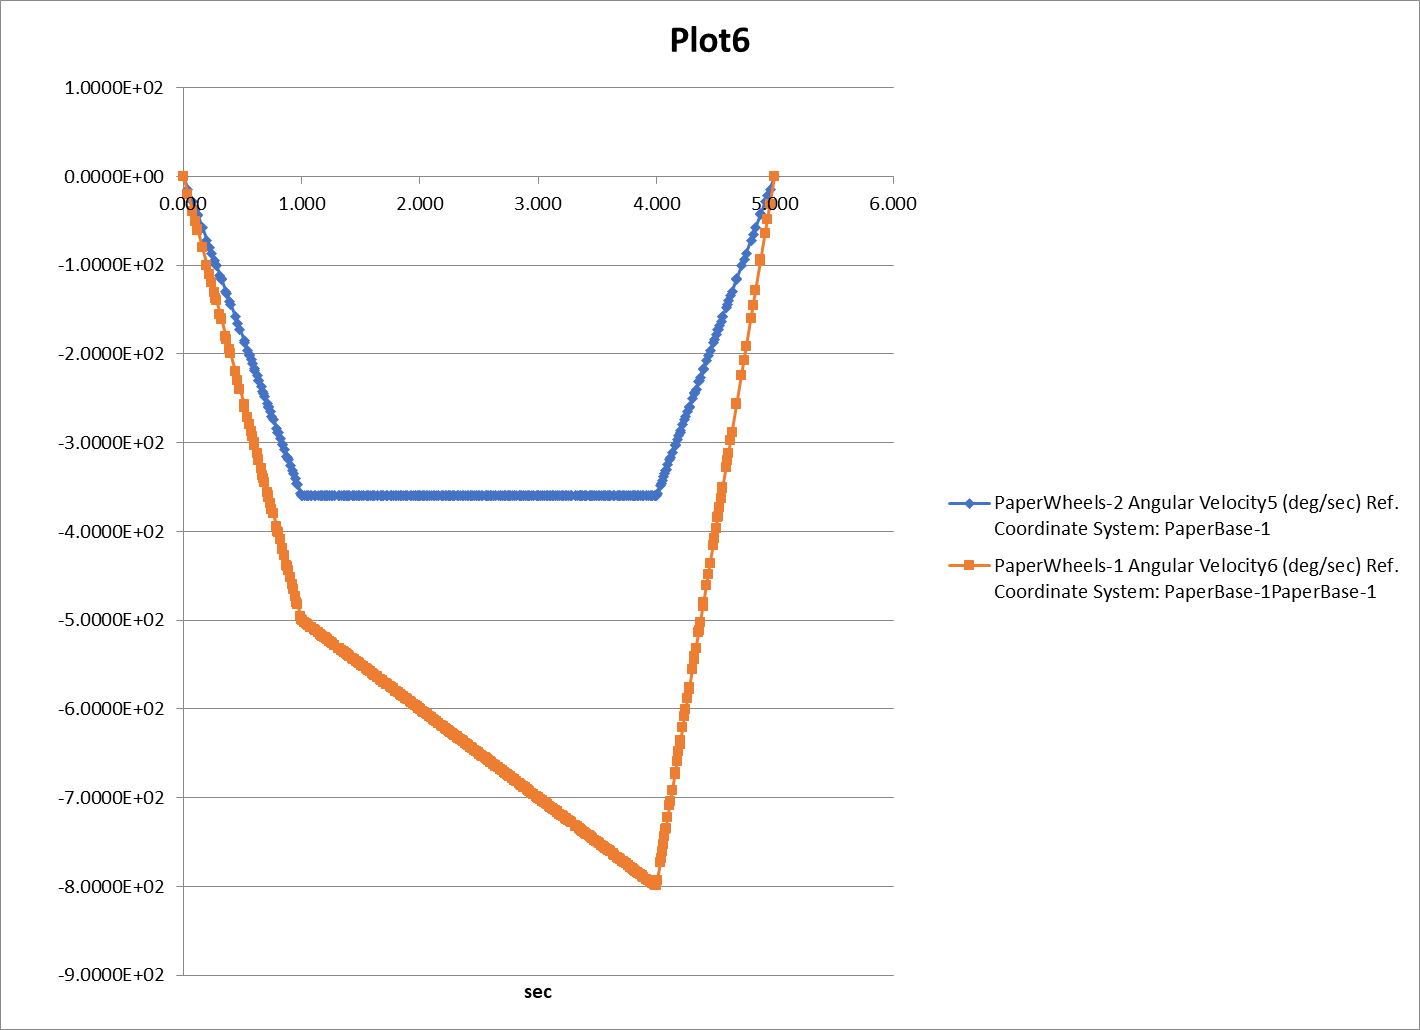 Plot6
1.0000E+02
0.0000E+00
0.000 1.000 2.000 3.000 4.000 5.000 6.000
-1.0000E+02
-2.0000E+02
-3.0000E+02
-4.0000E+02
-5.0000E+02
-6.0000E+02
-7.0000E+02
-8.0000E+02
-9.0000E+02
sec
PaperWheels-2 Angular Velocity5 (deg/sec) Ref.
Coordinate System: PaperBase-1
PaperWheels-1 Angular Velocity6 (deg/sec) Ref.
Coordinate System: PaperBase-1PaperBase-1